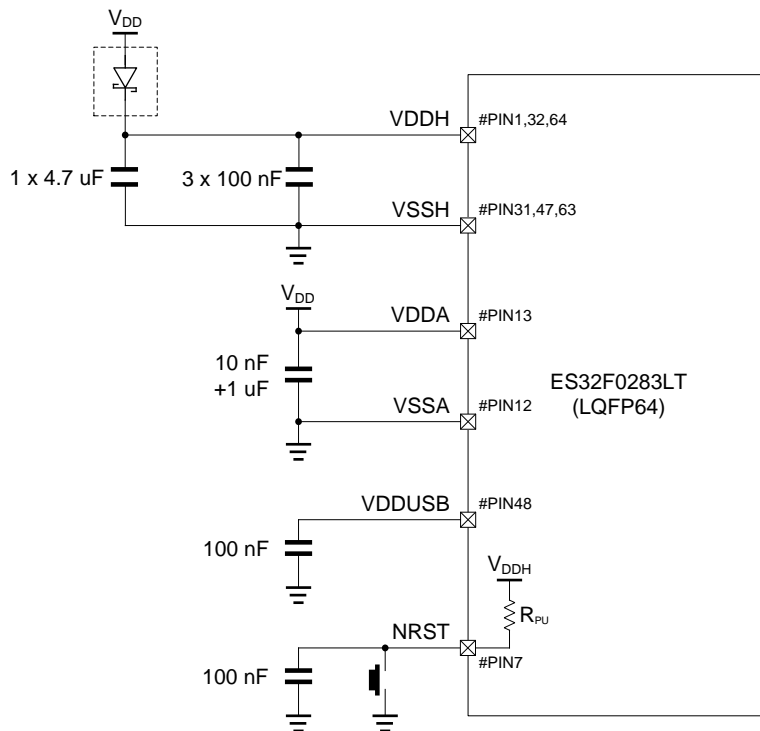 VDD
VDDH
#PIN1,32,64
1 x 4.7 uF
3 x 100 nF
VSSH
#PIN31,47,63
VDD
VDDA
#PIN13
10 nF
+1 uF
ES32F0283LT
(LQFP64)
VSSA
#PIN12
VDDUSB
#PIN48
100 nF
VDDH
RPU
NRST
#PIN7
100 nF